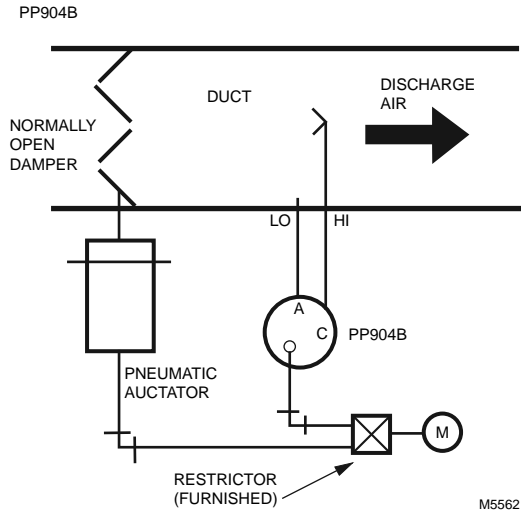 PP904B
DUCT
DISCHARGE
AIR
NORMALLY
OPEN
DAMPER
LO
HI
A
C
PP904B
PNEUMATIC
AUCTATOR
M
RESTRICTOR
(FURNISHED)
M5562